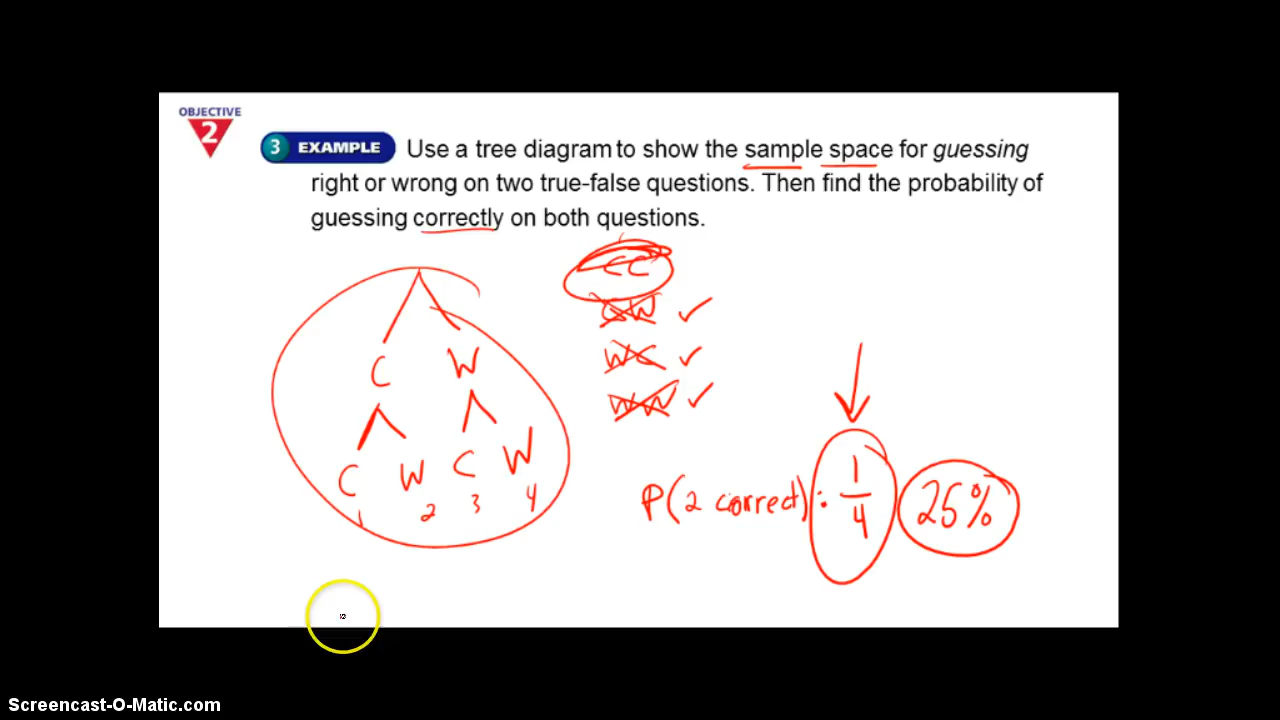 OBJECTIVE
2
3 EXAMPLE Use a tree diagram to show the sample space for guessing
right or wrong on two true-false questions. Then find the probability of
guessing correctly on both questions.
CC
CW ✓
WC ✓
WW ✓
C W
C W C W
1 2 3 4
P(2 correct): 1/4 25%
Screencast-O-Matic.com